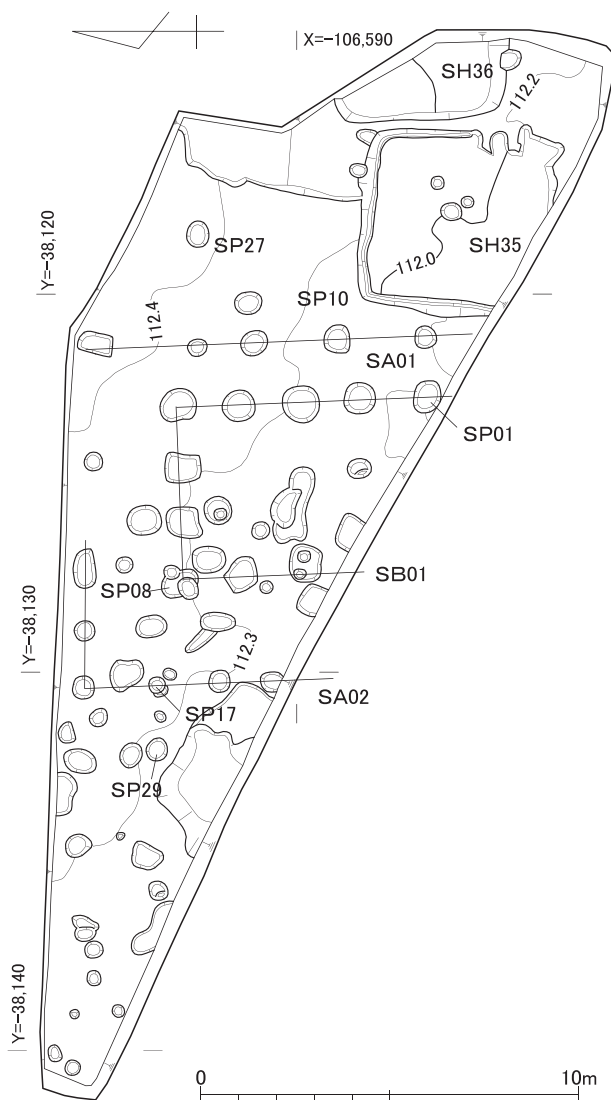 X=-106,590
SH36
112.2
Y=-38,120
SP27
SH35
112.0
SP10
112.4
SA01
SP01
SP08
SB01
Y=-38,130
112.3
SA02
SP17
SP29
Y=-38,140
0
10m